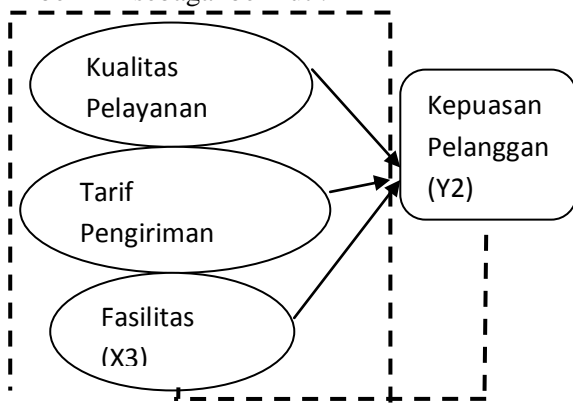 Kualitas
Pelayanan
Kepuasan
Pelanggan
(Y2)
Tarif
Pengiriman
Fasilitas
(X3)